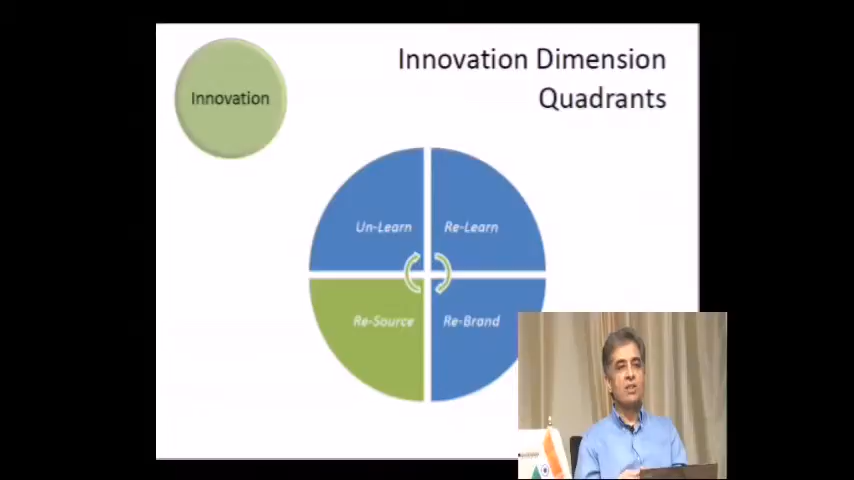 Innovation
Innovation Dimension
Quadrants
Un-Learn
Re-Learn
Re-Source
Re-Brand